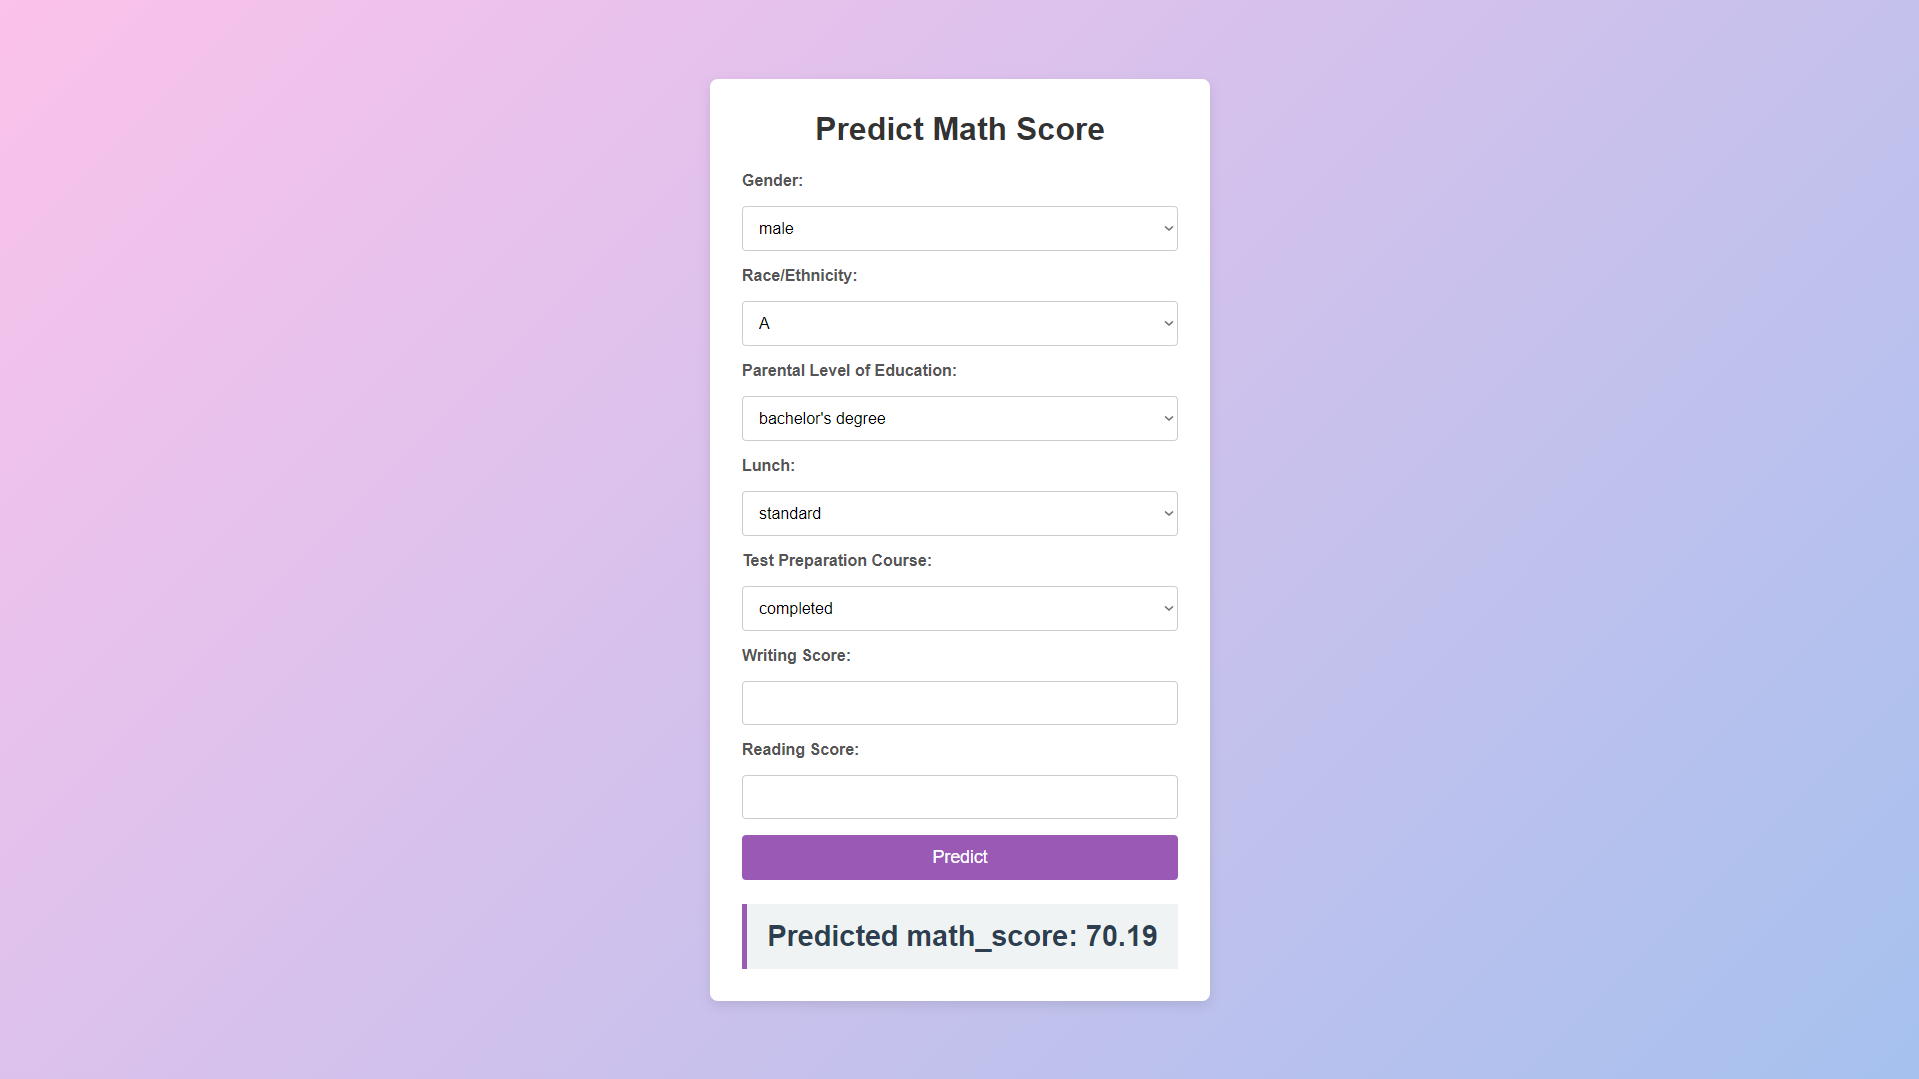 Predict Math Score
Gender:
male
Race/Ethnicity:
A
Parental Level of Education:
bachelor's degree
Lunch:
standard
Test Preparation Course:
completed
Writing Score:
Reading Score:
Predict
Predicted math_score: 70.19